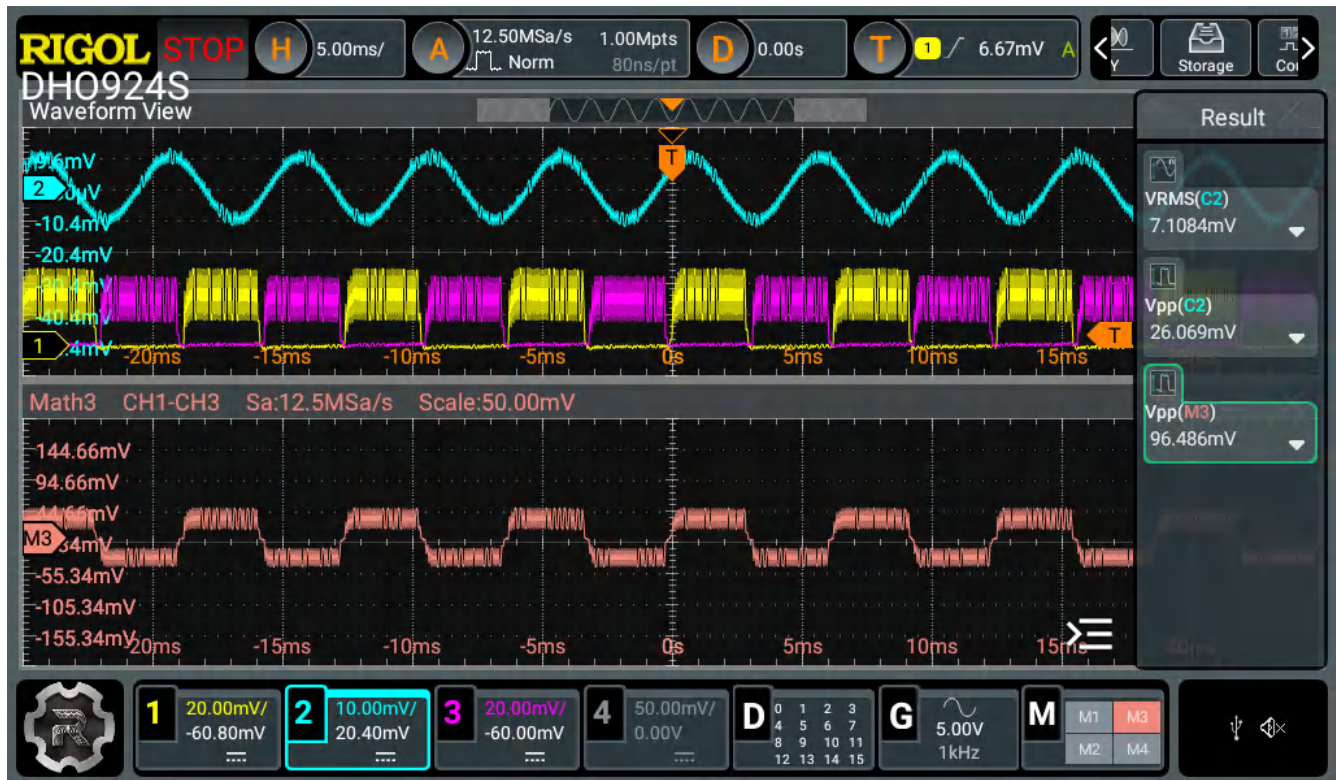 RIGOL STOP H 5.00ms/ A 12.50MSa/s 1.00Mpts D 0.00s T 1 6.67mV A
Norm 80ns/pt Y Storage
DHO924S
Waveform View
Result
T
2
-10.4mV
-20.4mV
VRMS(C2)
7.1084mV
Vpp(C2)
26.069mV
1 T
-20ms -15ms -10ms -5ms 0s 5ms 10ms 15ms
Math3 CH1-CH3 Sa:12.5MSa/s Scale:50.00mV
Vpp(M3)
96.486mV
144.66mV
94.66mV
M3
-55.34mV
-105.34mV
-155.34mV
-20ms -15ms -10ms -5ms 0s 5ms 10ms
R
1 20.00mV/ 2 10.00mV/ 3 20.00mV/ 4 50.00mV/ D 0 1 2 3 G 5.00V M M1 M3
-60.80mV 20.40mV -60.00mV 0.00V 4 5 6 7 1kHz M2 M4
8 9 10 11
12 13 14 15